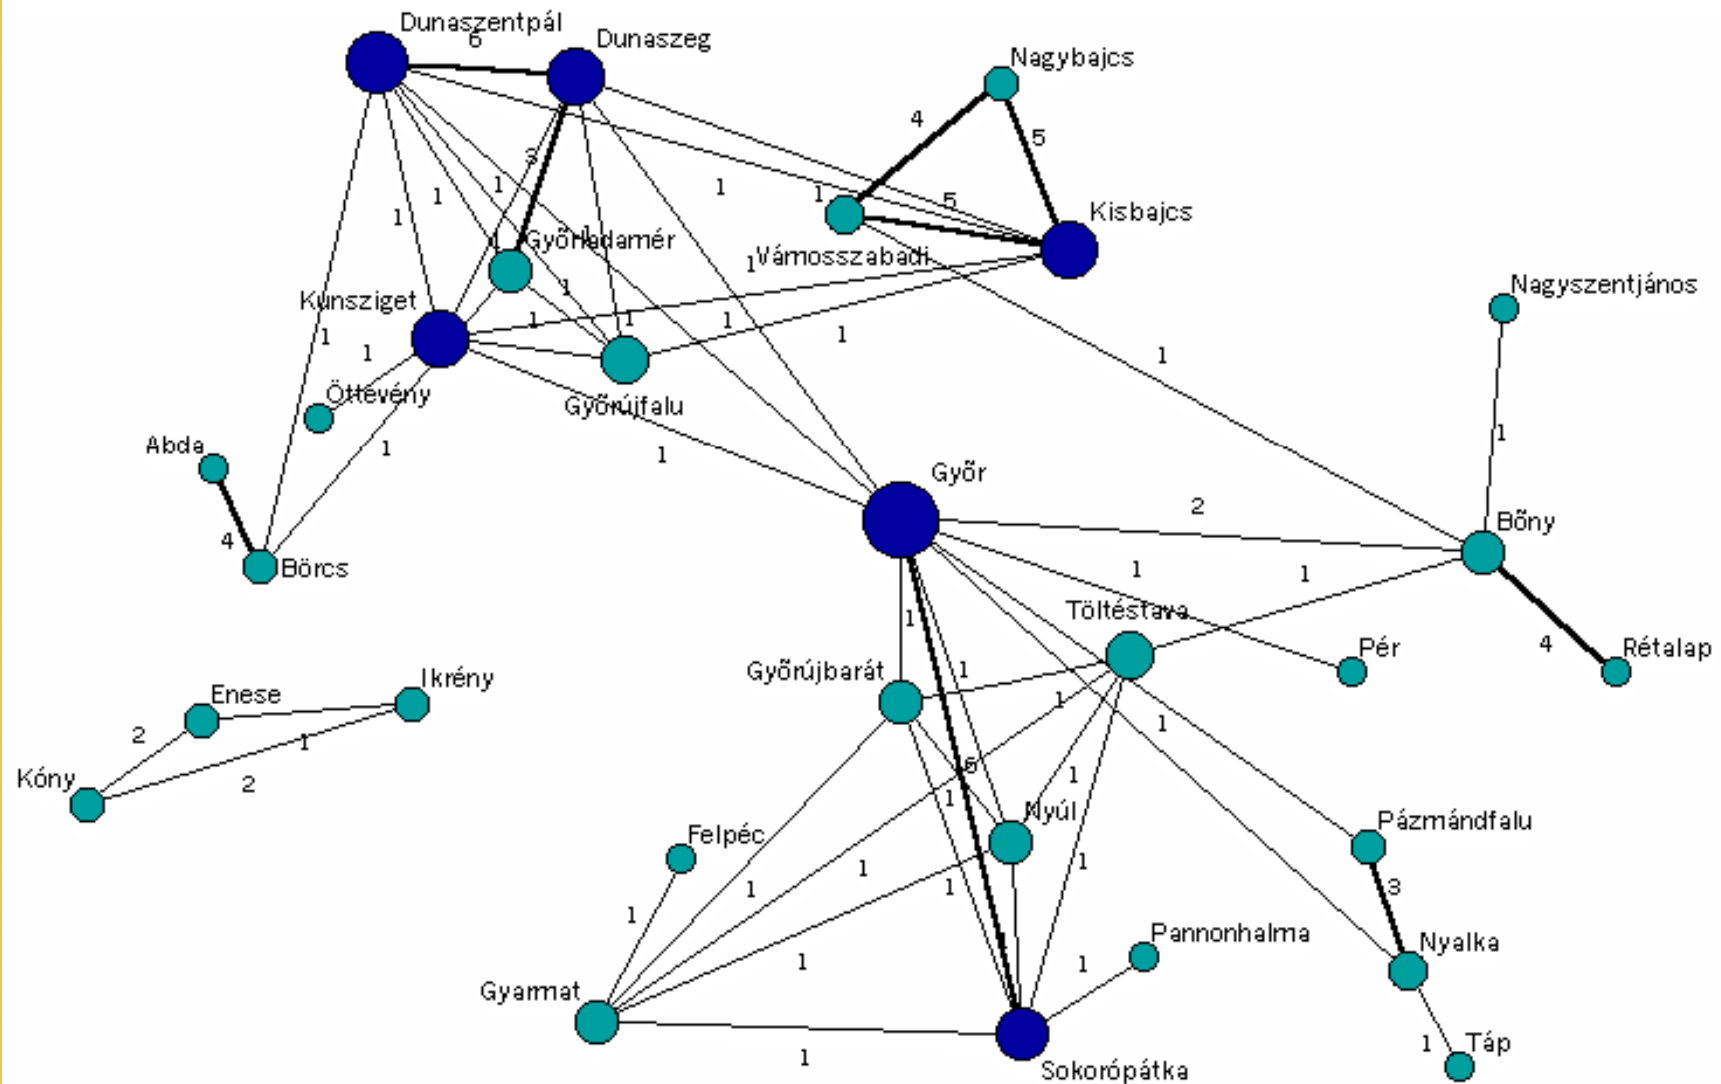 Dunaszentpál
6
Dunaszeg
Nagybajcs
4
5
3
1
1
1
1
5
1
Kisbajcs
1
1
Győrladamér
1
Vámosszabadi
1
Nagyszentjános
Kunsziget
1
1
1
1
1
1
1
Öttevény
Győrújfalu
1
Abda
1
1
Győr
2
Bőny
4
Börcs
1
1
Töltéstava
1
4
Pér
Rétalap
Győrújbarát
1
Ikrény
Enese
1
1
2
1
6
1
Kóny
2
1
Nyúl
Pázmándfalu
Felpéc
1
1
1
1
3
1
Pannonhalma
Nyalka
1
1
Gyarmat
1
Sokorópátka
1
Táp